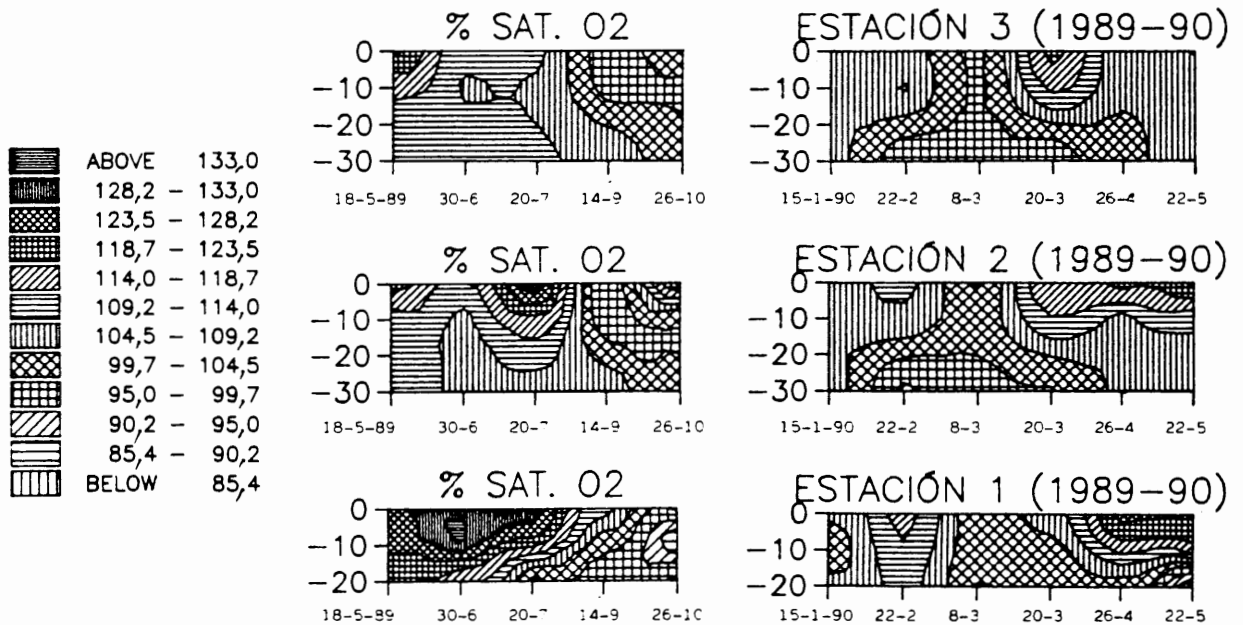 % SAT. O2
ESTACIÓN 3 (1989-90)
0
-10
-20
-30
18-5-89 30-6 20-7 14-9 26-10
0
-10
-20
-30
15-1-90 22-2 8-3 20-3 26-4 22-5
ABOVE 133,0
128,2 - 133,0
123,5 - 128,2
118,7 - 123,5
114,0 - 118,7
109,2 - 114,0
104,5 - 109,2
99,7 - 104,5
95,0 - 99,7
90,2 - 95,0
85,4 - 90,2
BELOW 85,4
% SAT. O2
ESTACIÓN 2 (1989-90)
0
-10
-20
-30
18-5-89 30-6 20-7 14-9 26-10
0
-10
-20
-30
15-1-90 22-2 8-3 20-3 26-4 22-5
% SAT. O2
ESTACIÓN 1 (1989-90)
0
-10
-20
18-5-89 30-6 20-7 14-9 26-10
0
-10
-20
15-1-90 22-2 8-3 20-3 26-4 22-5